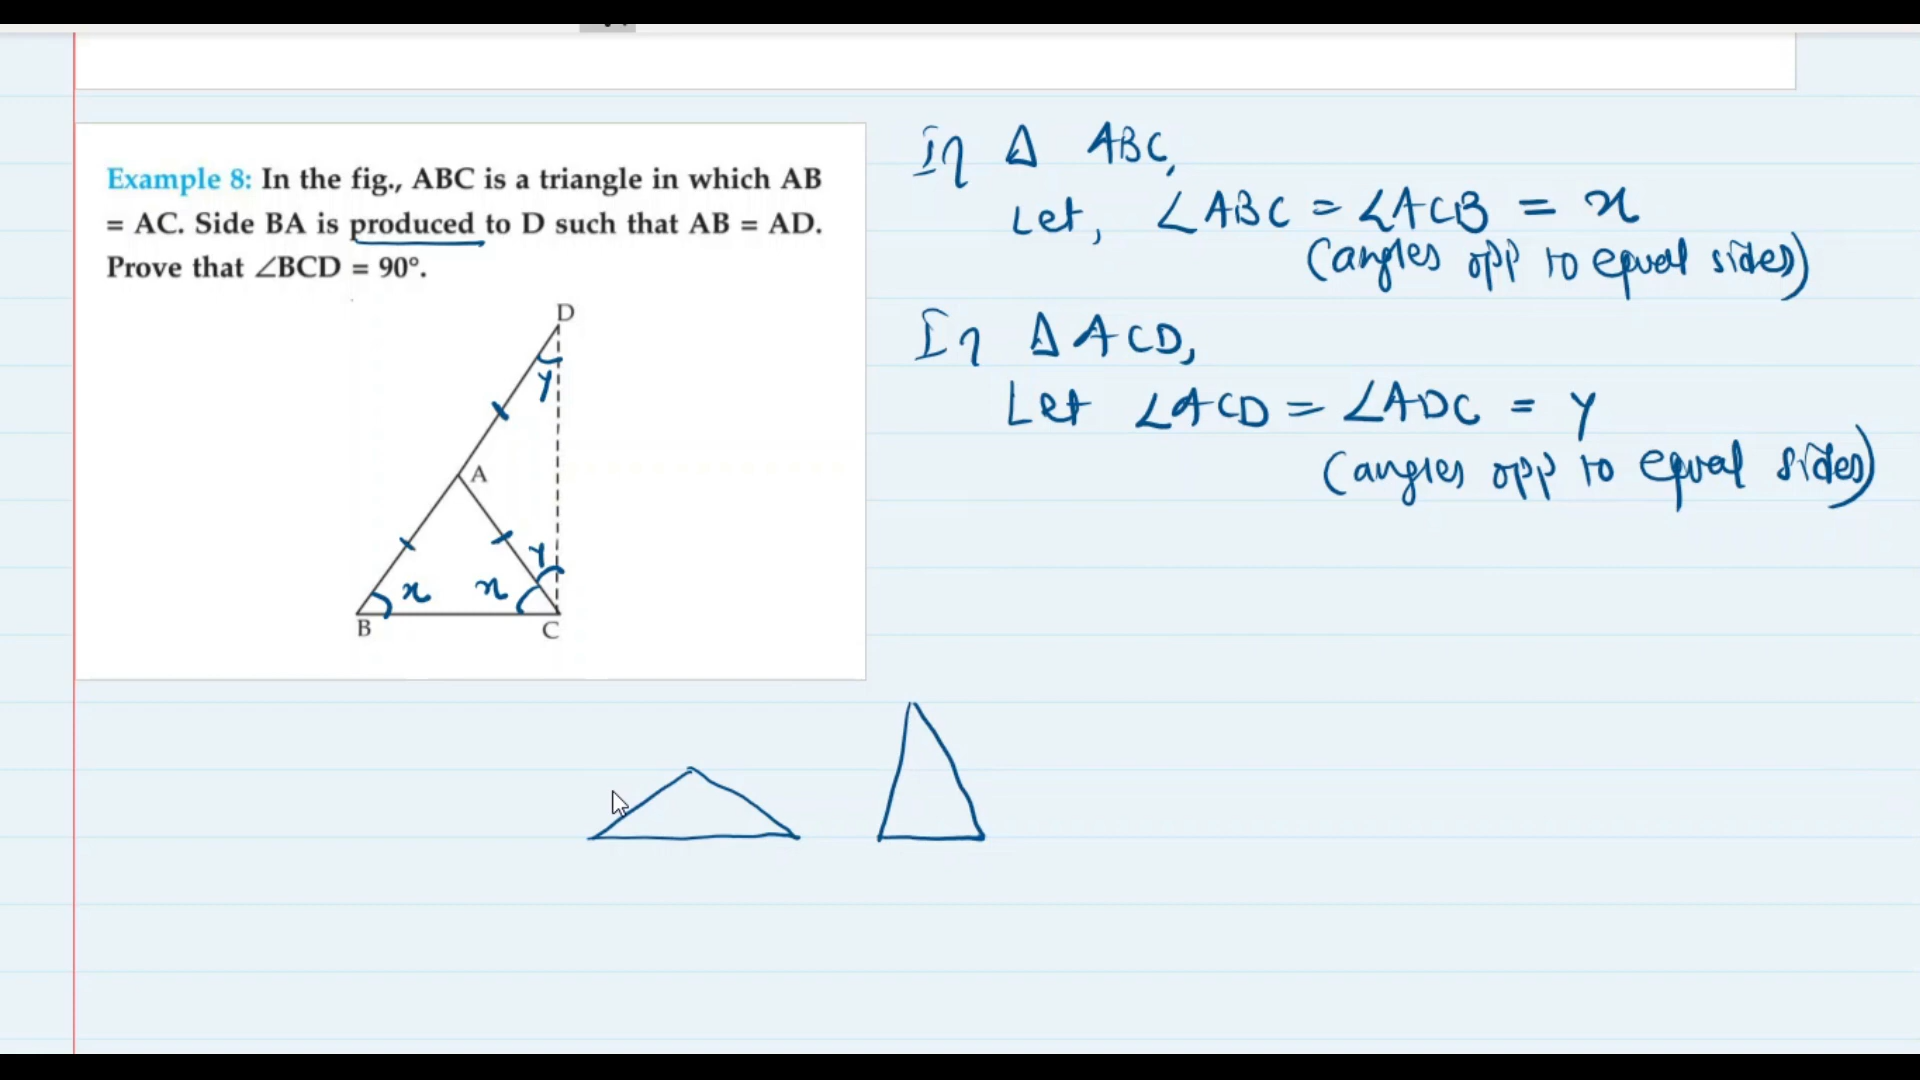 Example 8: In the fig., ABC is a triangle in which AB
= AC. Side BA is produced to D such that AB = AD.
Prove that ∠BCD = 90°.
D
y
A
y
x
x
B
C
In Δ ABC,
Let, ∠ABC = ∠ACB = x
(angles opp to equal sides)
In Δ ACD,
Let ∠ACD = ∠ADC = y
(angles opp to equal sides)